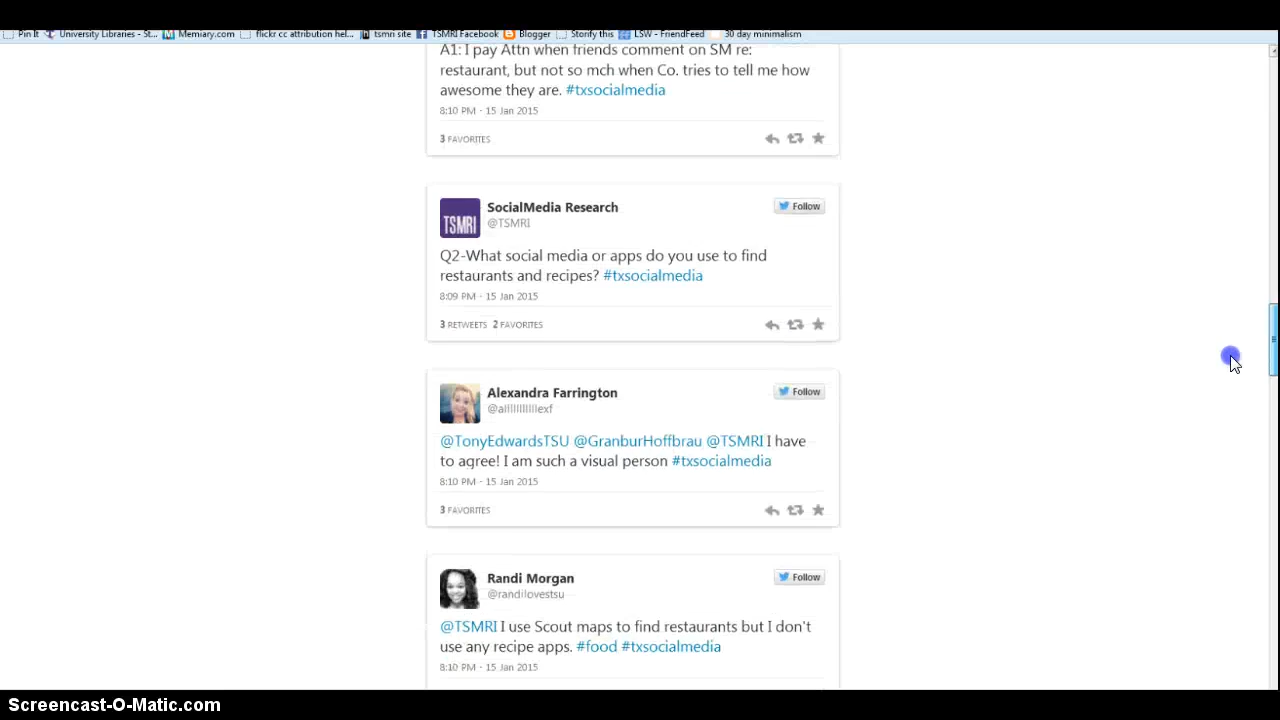 Pin It University Libraries - St... Memiary.com flickr cc attribution hel... tsmri site TSMRI Facebook Blogger Storify this LSW - FriendFeed 30 day minimalism
A1: I pay Attn when friends comment on SM re:
restaurant, but not so mch when Co. tries to tell me how
awesome they are. #txsocialmedia
8:10 PM - 15 Jan 2015
3 FAVORITES
TSMRI
SocialMedia Research
Follow
@TSMRI
Q2-What social media or apps do you use to find
restaurants and recipes? #txsocialmedia
8:09 PM - 15 Jan 2015
3 RETWEETS 2 FAVORITES
Alexandra Farrington
Follow
@TonyEdwardsTSU @GranburHoffbrau @TSMRI I have
to agree! I am such a visual person #txsocialmedia
8:10 PM - 15 Jan 2015
3 FAVORITES
Randi Morgan
Follow
@randilovestsu
@TSMRI I use Scout maps to find restaurants but I don't
use any recipe apps. #food #txsocialmedia
8:10 PM - 15 Jan 2015
Screencast-O-Matic.com